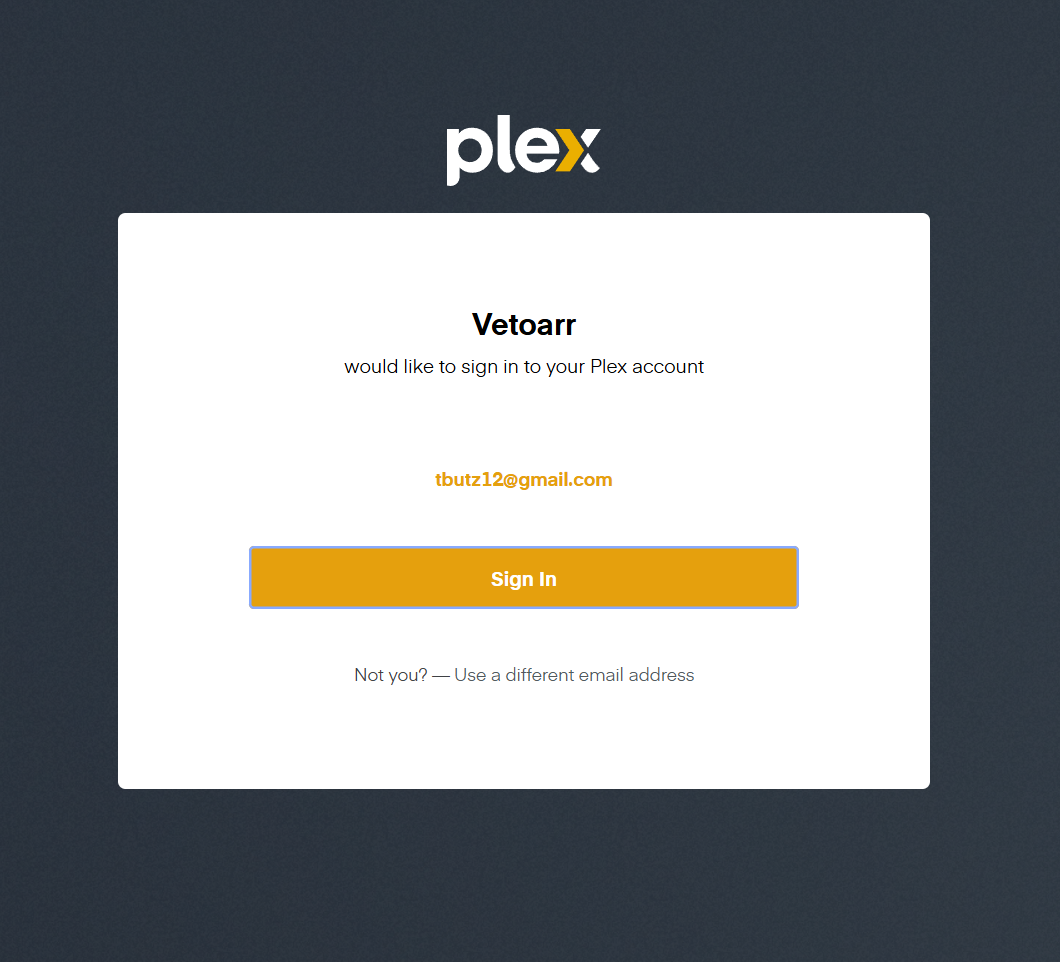 plex
Vetoarr
would like to sign in to your Plex account
tbutz12@gmail.com
Sign In
Not you? — Use a different email address